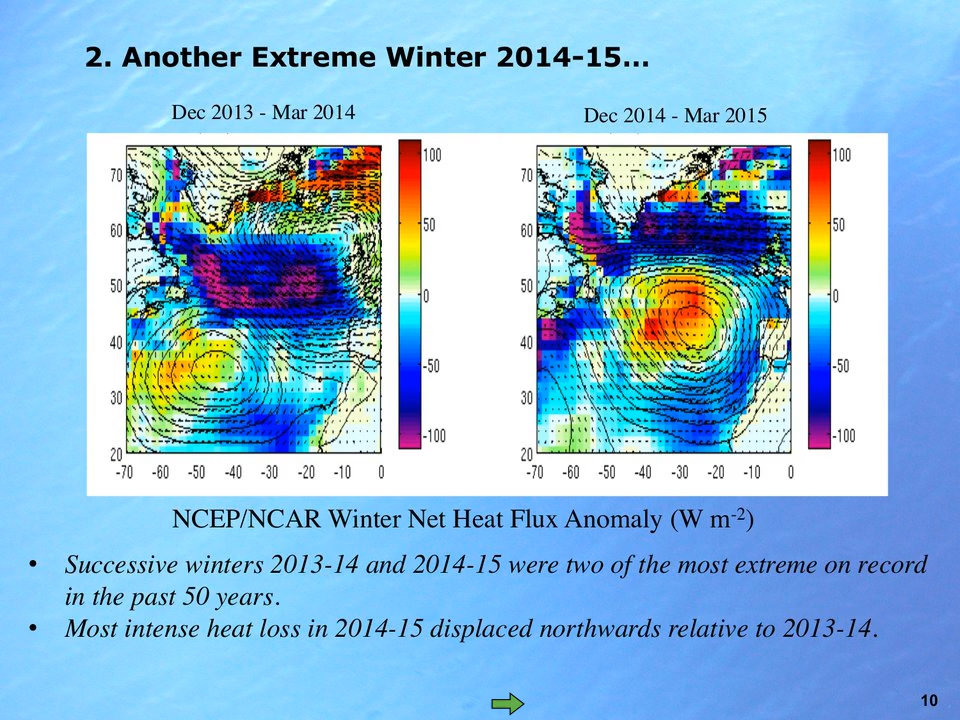 2. Another Extreme Winter 2014-15…
Dec 2013 - Mar 2014
Dec 2014 - Mar 2015
70
60
50
40
30
20
-70 -60 -50 -40 -30 -20 -10 0
100
50
0
-50
-100
70
60
50
40
30
20
-70 -60 -50 -40 -30 -20 -10 0
100
50
0
-50
-100
NCEP/NCAR Winter Net Heat Flux Anomaly (W m-2)
• Successive winters 2013-14 and 2014-15 were two of the most extreme on record
in the past 50 years.
• Most intense heat loss in 2014-15 displaced northwards relative to 2013-14.
10